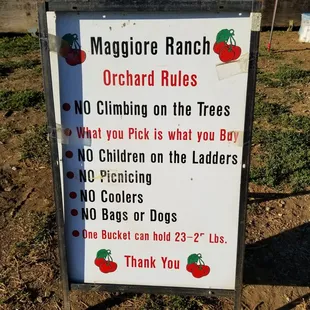 Maggiore Ranch
Orchard Rules
NO Climbing on the Trees
What you Pick is what you Buy
NO Children on the Ladders
NO Picnicing
NO Coolers
NO Bags or Dogs
One Bucket can hold Lbs.
Thank You